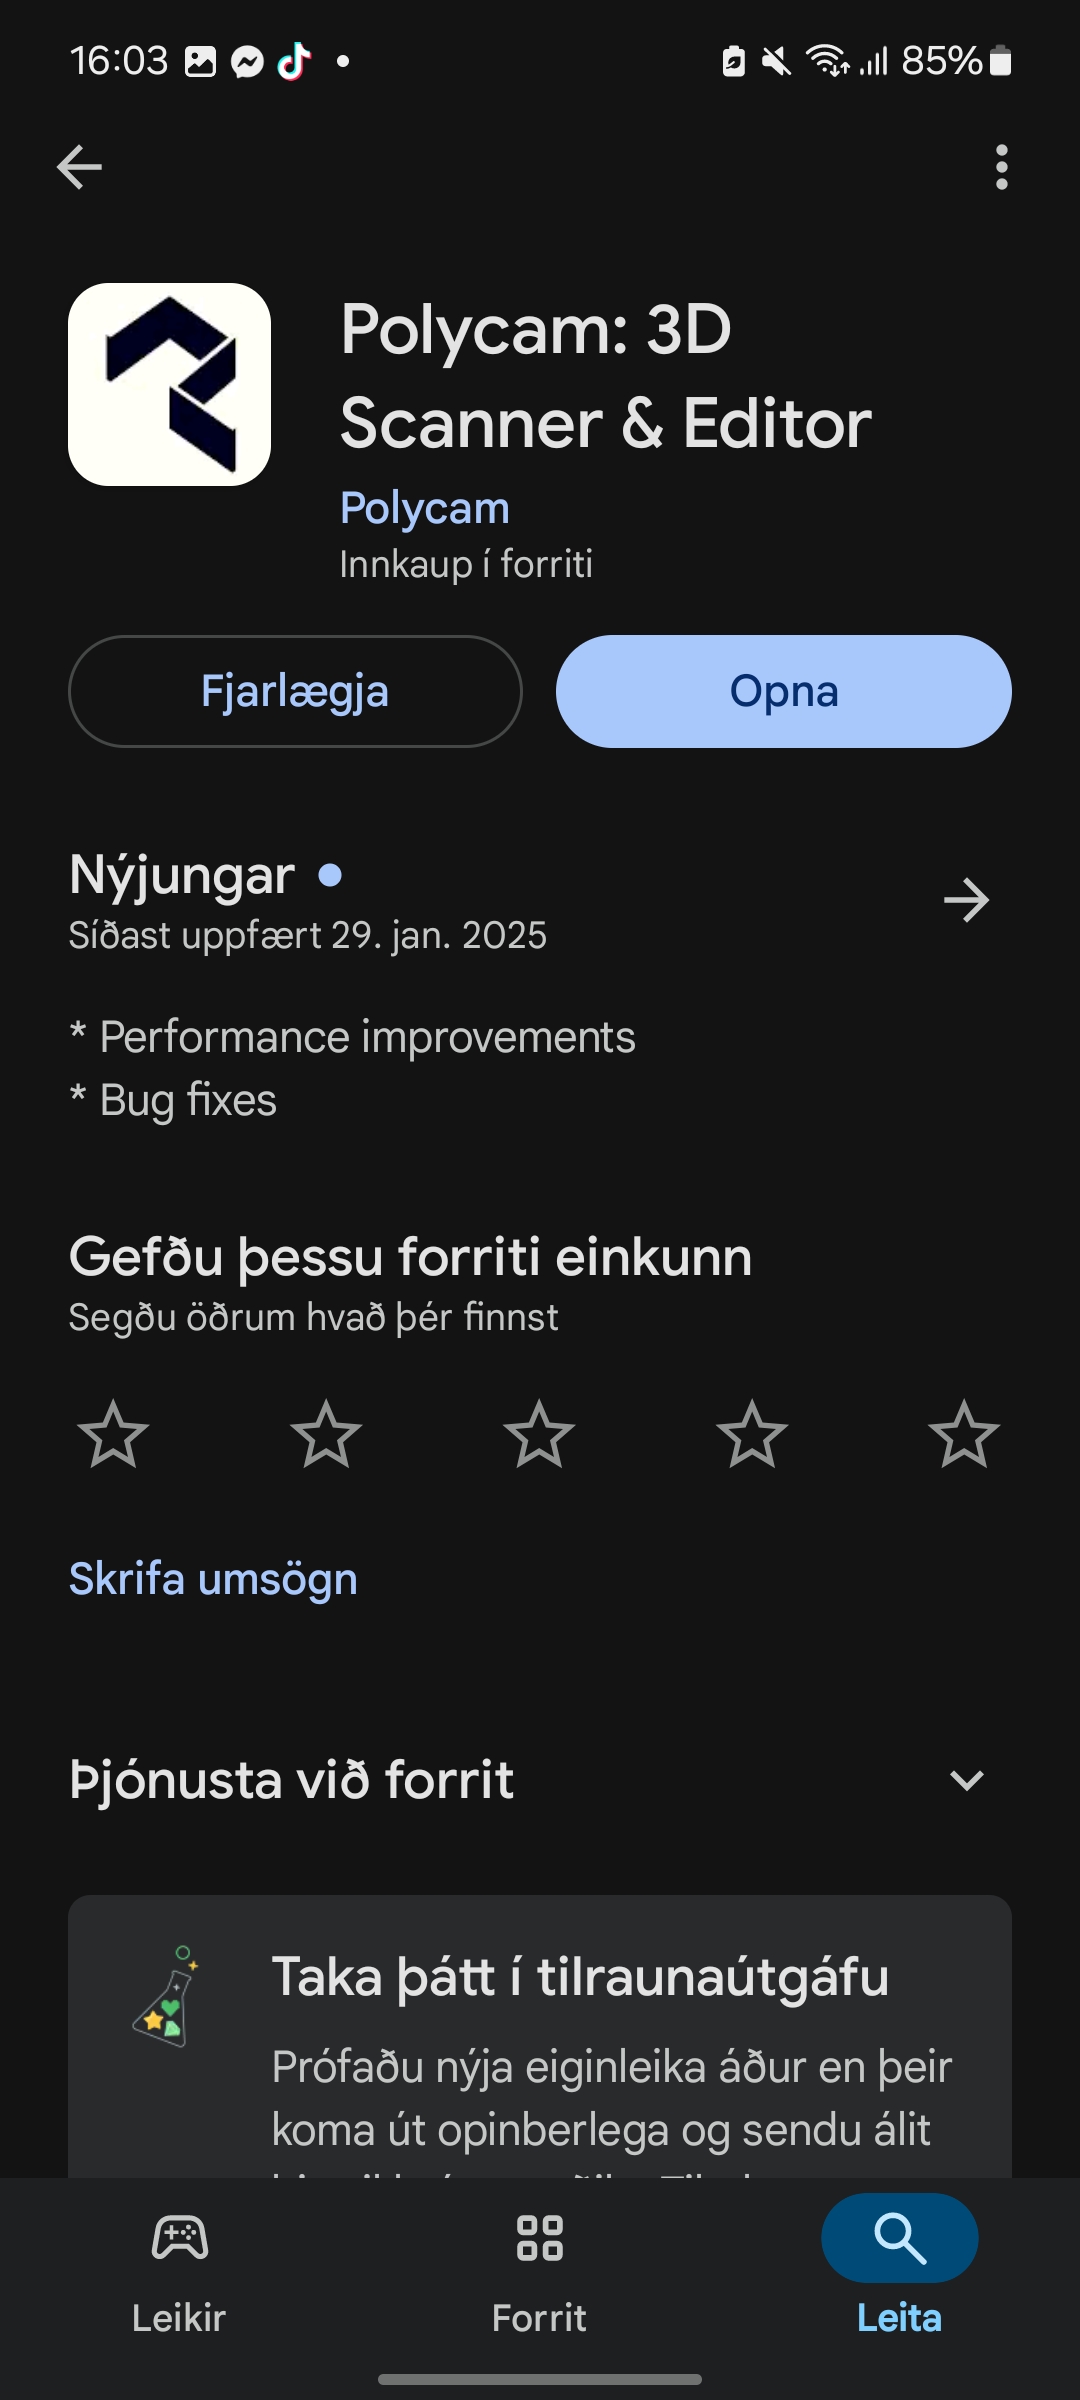 16:03
85%
Polycam: 3D
Scanner & Editor
Polycam
Innkaup í forriti
Fjarlægja
Opna
Nýjungar
Síðast uppfært 29. jan. 2025
* Performance improvements
* Bug fixes
Gefðu þessu forriti einkunn
Segðu öðrum hvað þér finnst
Skrifa umsögn
Þjónusta við forrit
Taka þátt í tilraunaútgáfu
Prófaðu nýja eiginleika áður en þeir
koma út opinberlega og sendu álit
Leikir
Forrit
Leita